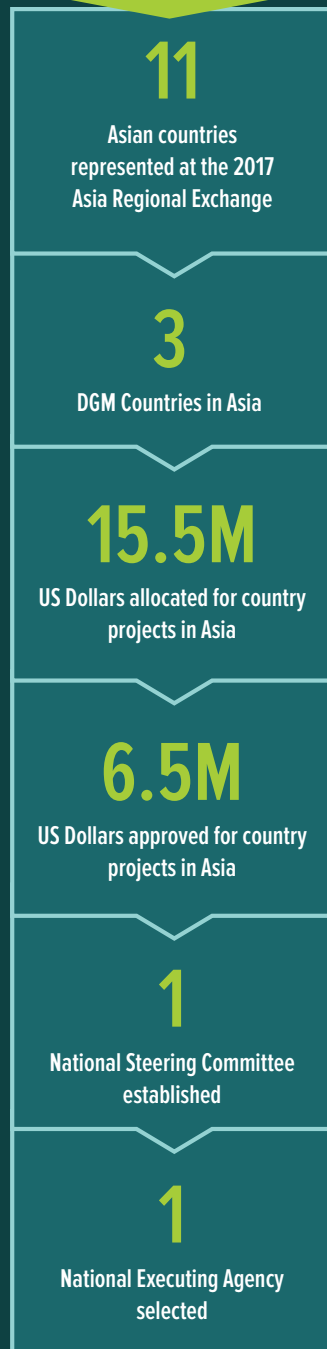 11
Asian countries
represented at the 2017
Asia Regional Exchange
3
DGM Countries in Asia
15.5M
US Dollars allocated for country
projects in Asia
6.5M
US Dollars approved for country
projects in Asia
1
National Steering Committee
established
1
National Executing Agency
selected